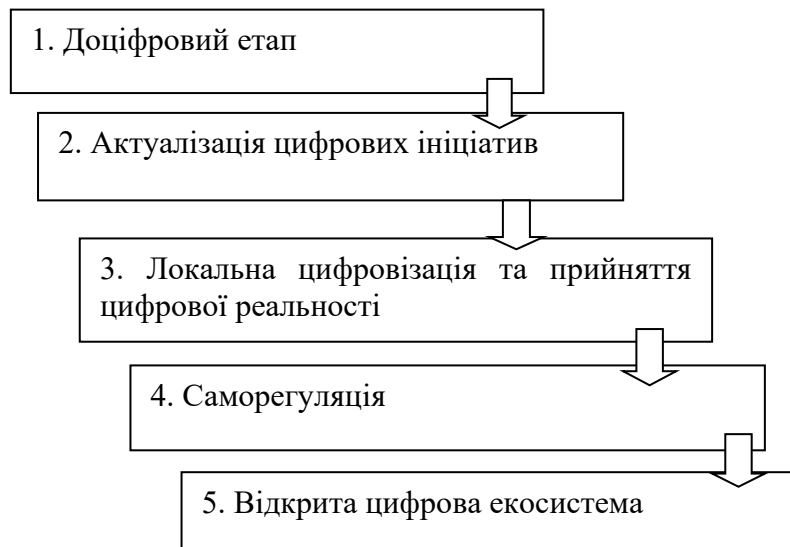 1. Доціфровий етап
2. Актуалізація цифрових ініціатив
3. Локальна цифровізація та прийняття
цифрової реальності
4. Саморегуляція
5. Відкрита цифрова екосистема